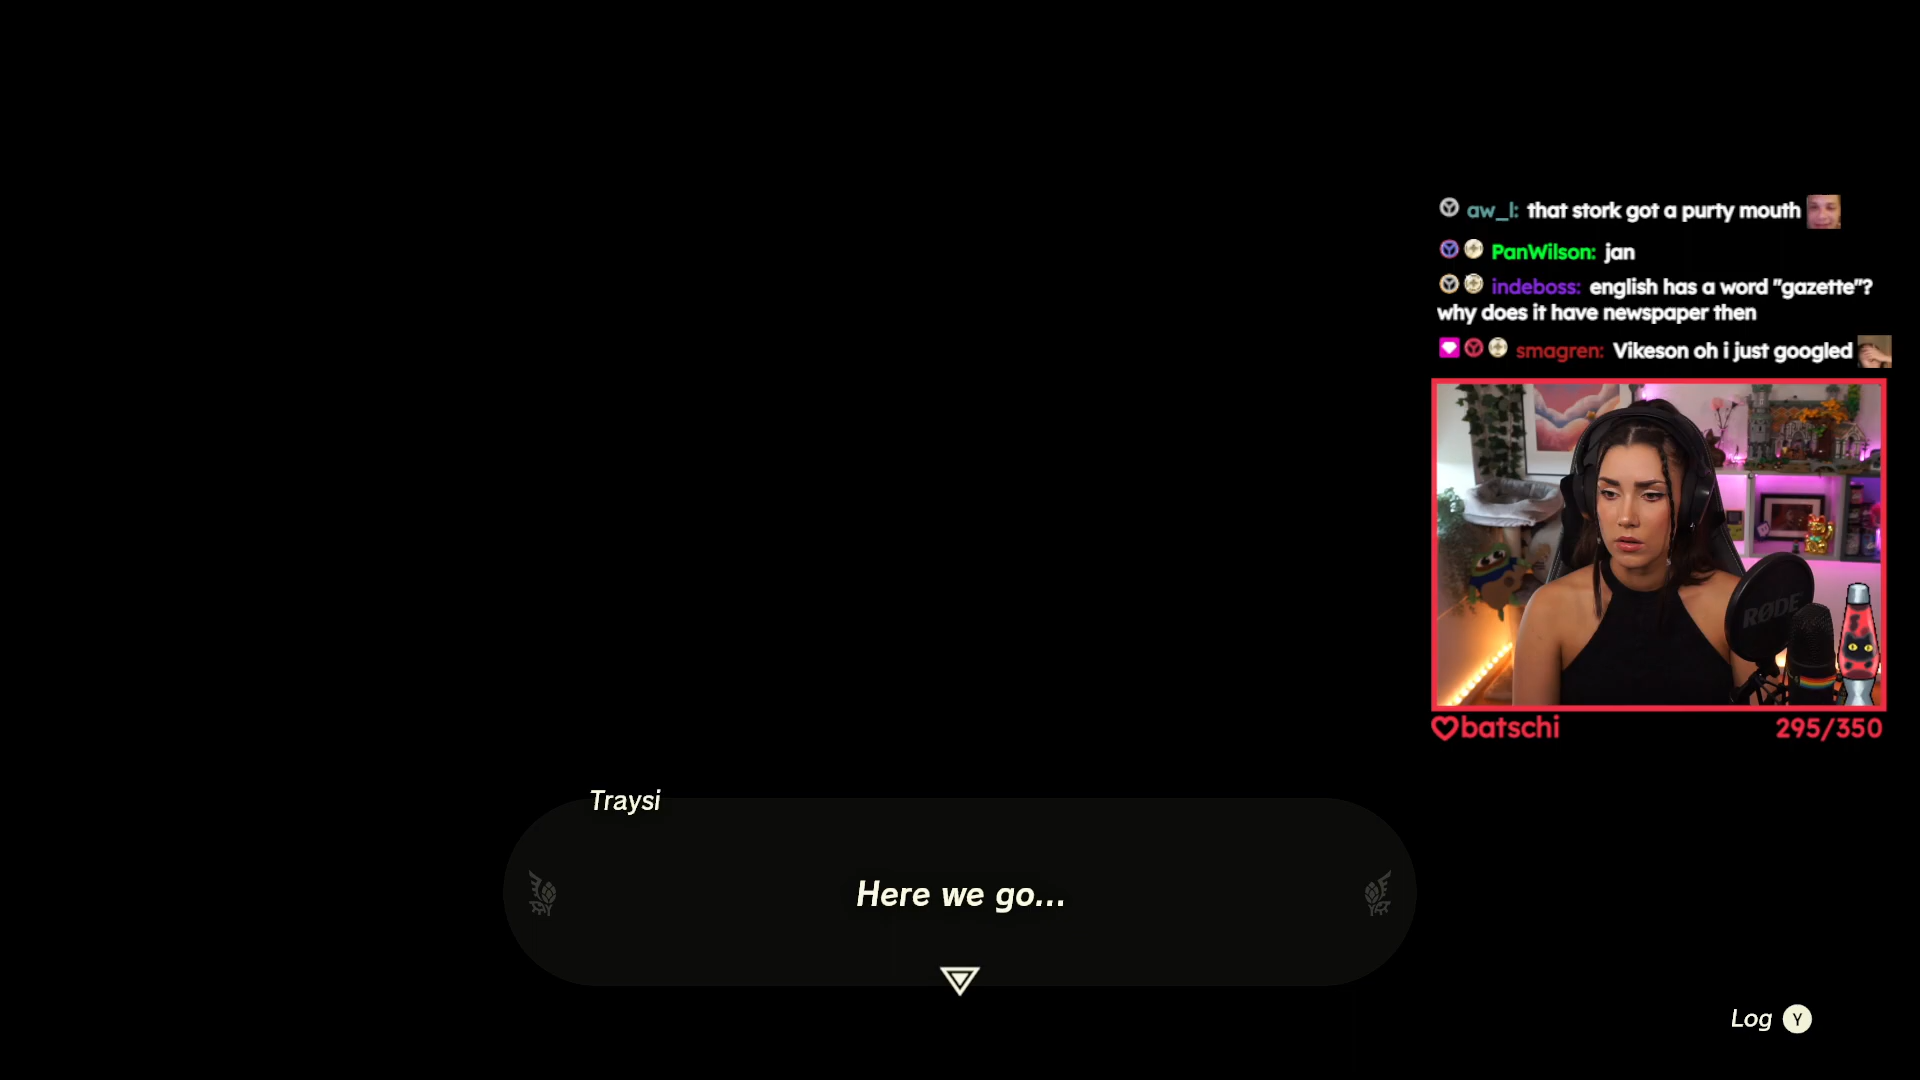 aw_l: that stork got a purty mouth
PanWilson: jan
indeboss: english has a word "gazette"?
why does it have newspaper then
smagren: Vikeson oh i just googled
RØDE
batschi
295/350
Traysi
Here we go...
Log Y